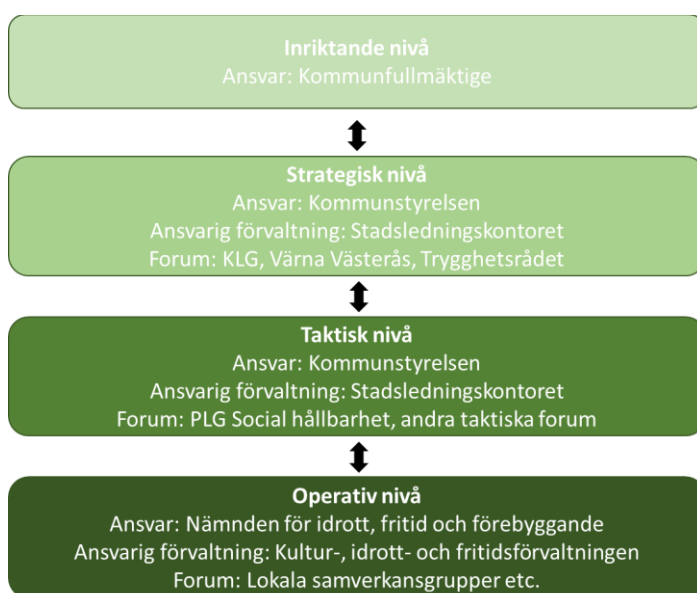 Inriktande nivå
Ansvar: Kommunfullmäktige
Strategisk nivå
Ansvar: Kommunstyrelsen
Ansvarig förvaltning: Stadsledningskontoret
Forum: KLG, Värna Västerås, Trygghetsrådet
Taktisk nivå
Ansvar: Kommunstyrelsen
Ansvarig förvaltning: Stadsledningskontoret
Forum: PLG Social hållbarhet, andra taktiska forum
Operativ nivå
Ansvar: Nämnden för idrott, fritid och förebyggande
Ansvarig förvaltning: Kultur-, idrott- och fritidsförvaltningen
Forum: Lokala samverkansgrupper etc.